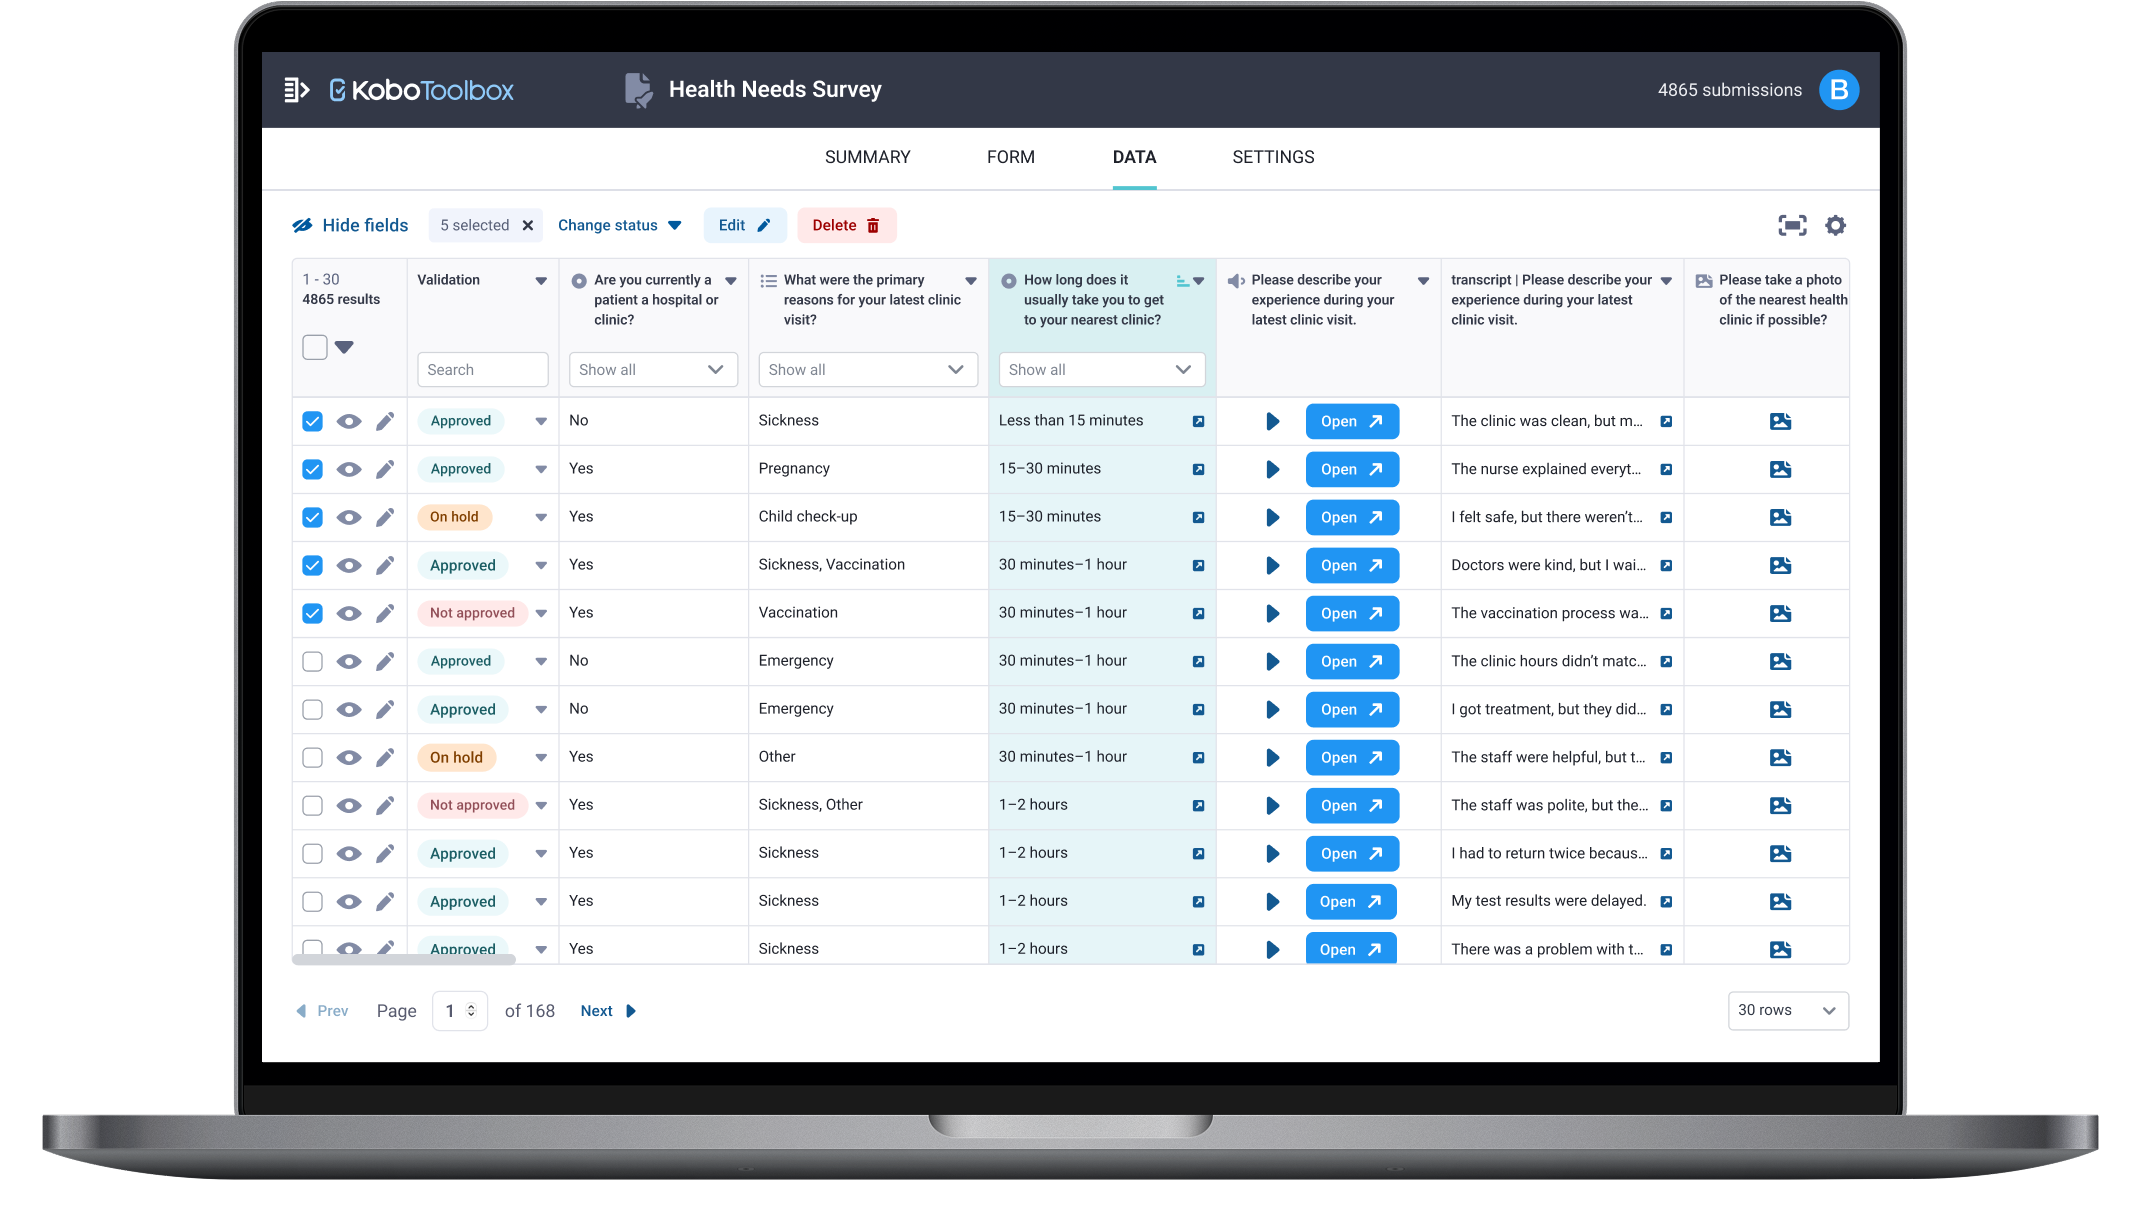 KoboToolbox
Health Needs Survey
4865 submissions
B
SUMMARY
FORM
DATA
SETTINGS
Hide fields
5 selected
Change status
Edit
Delete
1 - 30
4865 results
Validation
Search
Are you currently a
patient a hospital or
clinic?
Show all
What were the primary
reasons for your latest clinic
visit?
Show all
How long does it
usually take you to get
to your nearest clinic?
Show all
Please describe your
experience during your
latest clinic visit.
transcript | Please describe your
experience during your latest
clinic visit.
Please take a photo
of the nearest health
clinic if possible?
Approved No Sickness Less than 15 minutes Open The clinic was clean, but m...
Approved Yes Pregnancy 15–30 minutes Open The nurse explained everyt...
On hold Yes Child check-up 15–30 minutes Open I felt safe, but there weren't...
Approved Yes Sickness, Vaccination 30 minutes–1 hour Open Doctors were kind, but I wai...
Not approved Yes Vaccination 30 minutes–1 hour Open The vaccination process wa...
Approved No Emergency 30 minutes–1 hour Open The clinic hours didn't matc...
Approved No Emergency 30 minutes–1 hour Open I got treatment, but they did...
On hold Yes Other 30 minutes–1 hour Open The staff were helpful, but t...
Not approved Yes Sickness, Other 1–2 hours Open The staff was polite, but the...
Approved Yes Sickness 1–2 hours Open I had to return twice becaus...
Approved Yes Sickness 1–2 hours Open My test results were delayed.
Approved Yes Sickness 1–2 hours Open There was a problem with t...
Prev
Page
1
of 168
Next
30 rows